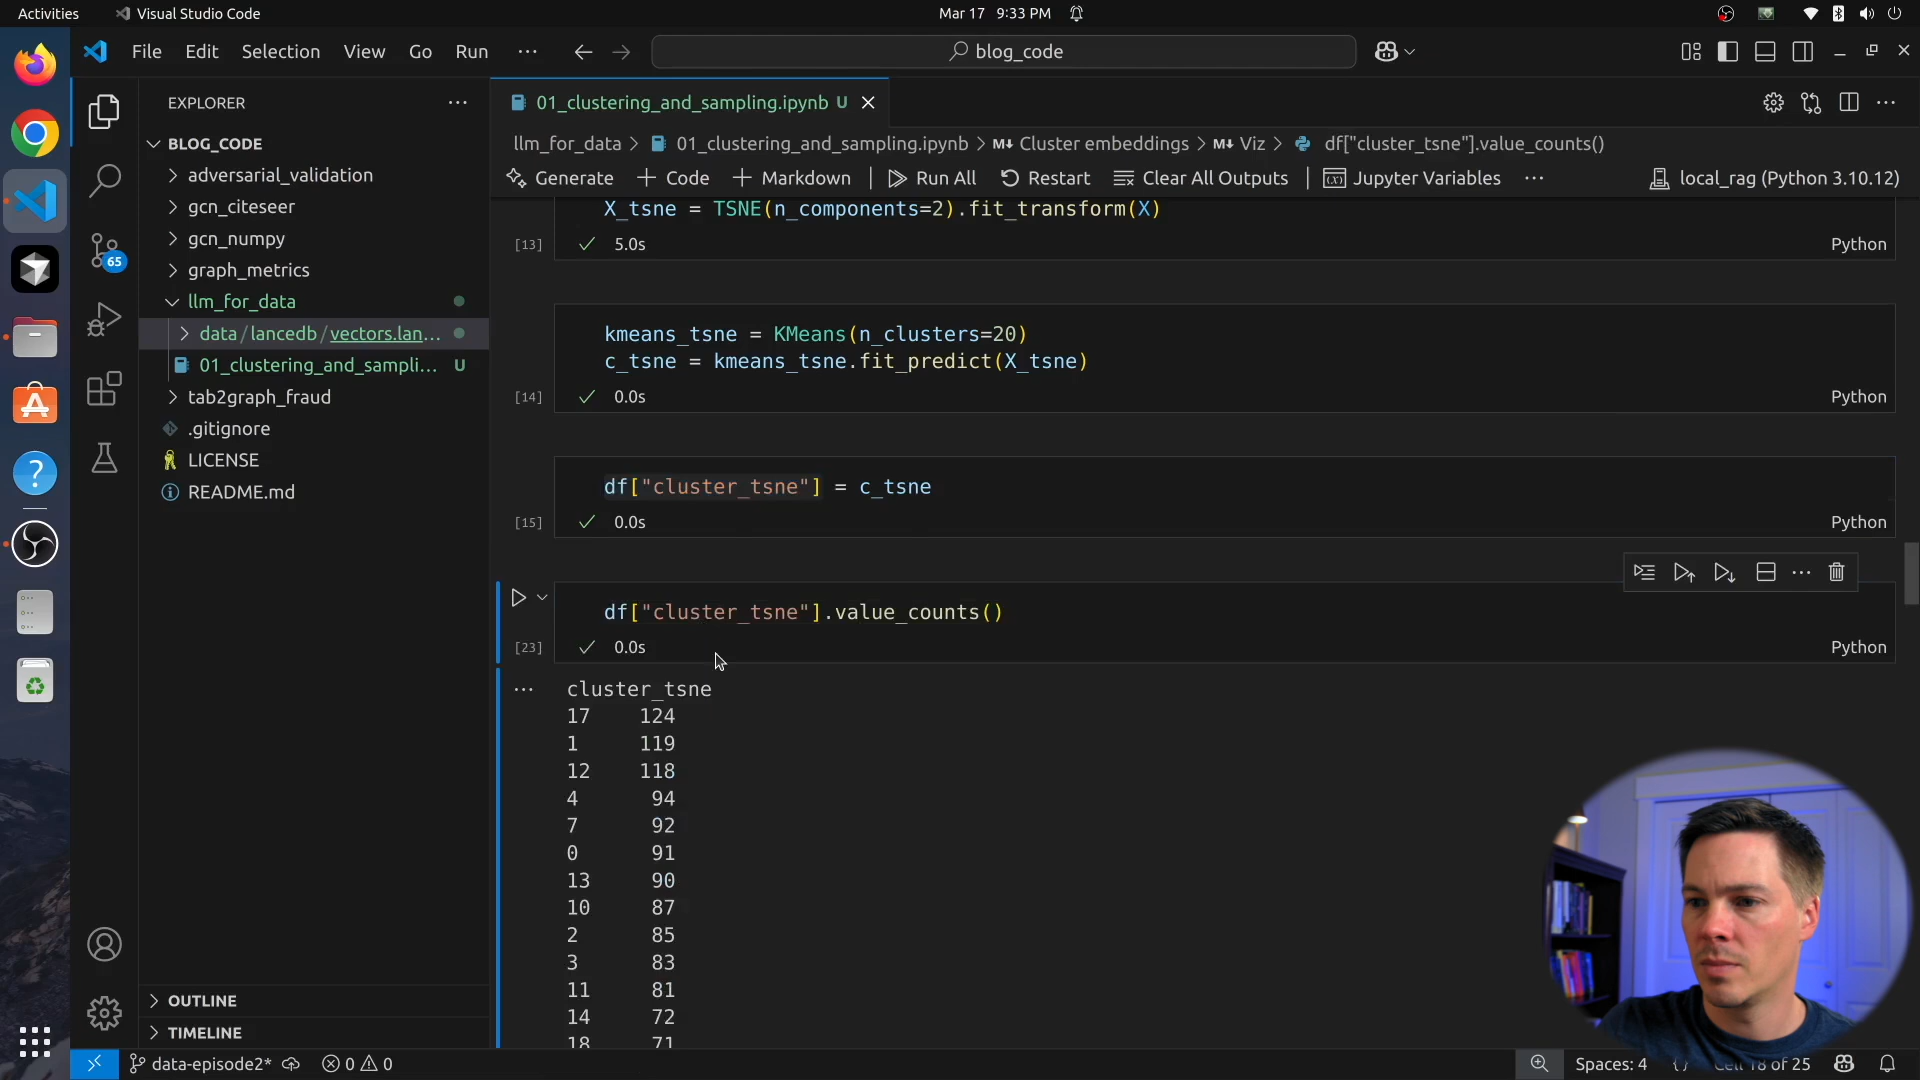 Activities
Visual Studio Code
Mar 17 9:33 PM
File Edit Selection View Go Run ...
blog_code
EXPLORER
BLOG_CODE
adversarial_validation
gcn_citeseer
gcn_numpy
graph_metrics
llm_for_data
data/lancedb/vectors.lan...
01_clustering_and_sampli... U
tab2graph_fraud
.gitignore
LICENSE
README.md
OUTLINE
TIMELINE
65
01_clustering_and_sampling.ipynb U
llm_for_data > 01_clustering_and_sampling.ipynb > Cluster embeddings > Viz > df["cluster_tsne"].value_counts()
Generate + Code + Markdown Run All Restart Clear All Outputs Jupyter Variables ... local_rag (Python 3.10.12)
X_tsne = TSNE(n_components=2).fit_transform(X)
[13] 5.0s Python
kmeans_tsne = KMeans(n_clusters=20)
c_tsne = kmeans_tsne.fit_predict(X_tsne)
[14] 0.0s Python
df["cluster_tsne"] = c_tsne
[15] 0.0s Python
df["cluster_tsne"].value_counts()
[23] 0.0s Python
cluster_tsne
17 124
1 119
12 118
4 94
7 92
0 91
13 90
10 87
2 85
3 83
11 81
14 72
18 71
data-episode2* 0 0
Spaces: 4 {} Cell 18 of 25